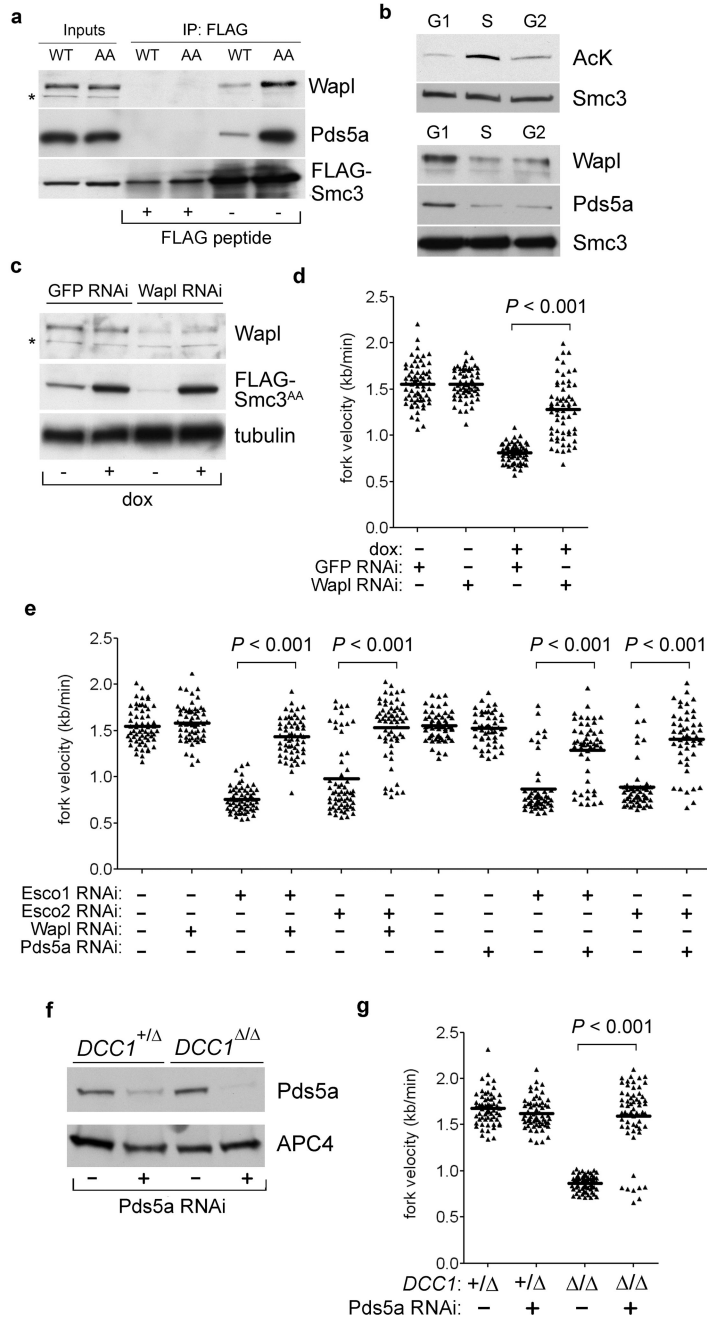 a
Inputs IP: FLAG
WT AA WT AA WT AA
Wapl
*
Pds5a
FLAG-
Smc3
+ + - -
FLAG peptide
b
G1 S G2
AcK
Smc3
G1 S G2
Wapl
Pds5a
Smc3
c
GFP RNAi Wapl RNAi
Wapl
*
FLAG-
Smc3AA
tubulin
- + - +
dox
d
2.5
P < 0.001
2.0
1.5
1.0
0.5
0.0
fork velocity (kb/min)
dox: – – + +
GFP RNAi: + – + –
Wapl RNAi: – + – +
e
2.5
P < 0.001 P < 0.001 P < 0.001 P < 0.001
2.0
1.5
1.0
0.5
0.0
fork velocity (kb/min)
Esco1 RNAi: – – + + – – – – + + – –
Esco2 RNAi: – – – – + + – – – – + +
Wapl RNAi: – + – + – + – – – – – –
Pds5a RNAi: – – – – – – – + – + – +
f
DCC1+/Δ DCC1Δ/Δ
Pds5a
APC4
– + – +
Pds5a RNAi
g
2.5
P < 0.001
2.0
1.5
1.0
0.5
0.0
fork velocity (kb/min)
DCC1: +/Δ +/Δ Δ/Δ Δ/Δ
Pds5a RNAi: – + – +